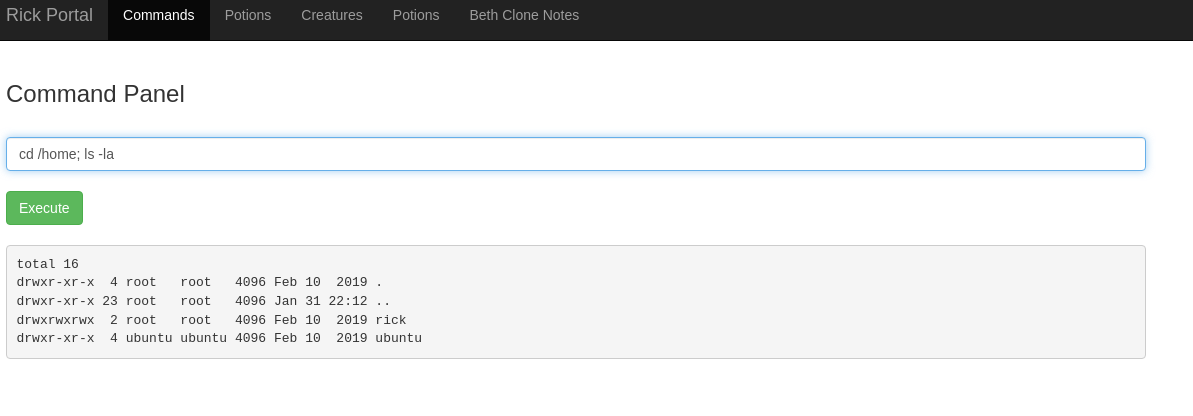 Rick Portal Commands Potions Creatures Potions Beth Clone Notes
Command Panel
cd /home; ls -la
Execute
total 16
drwxr-xr-x  4 root   root   4096 Feb 10  2019 .
drwxr-xr-x 23 root   root   4096 Jan 31 22:12 ..
drwxrwxrwx  2 root   root   4096 Feb 10  2019 rick
drwxr-xr-x  4 ubuntu ubuntu 4096 Feb 10  2019 ubuntu